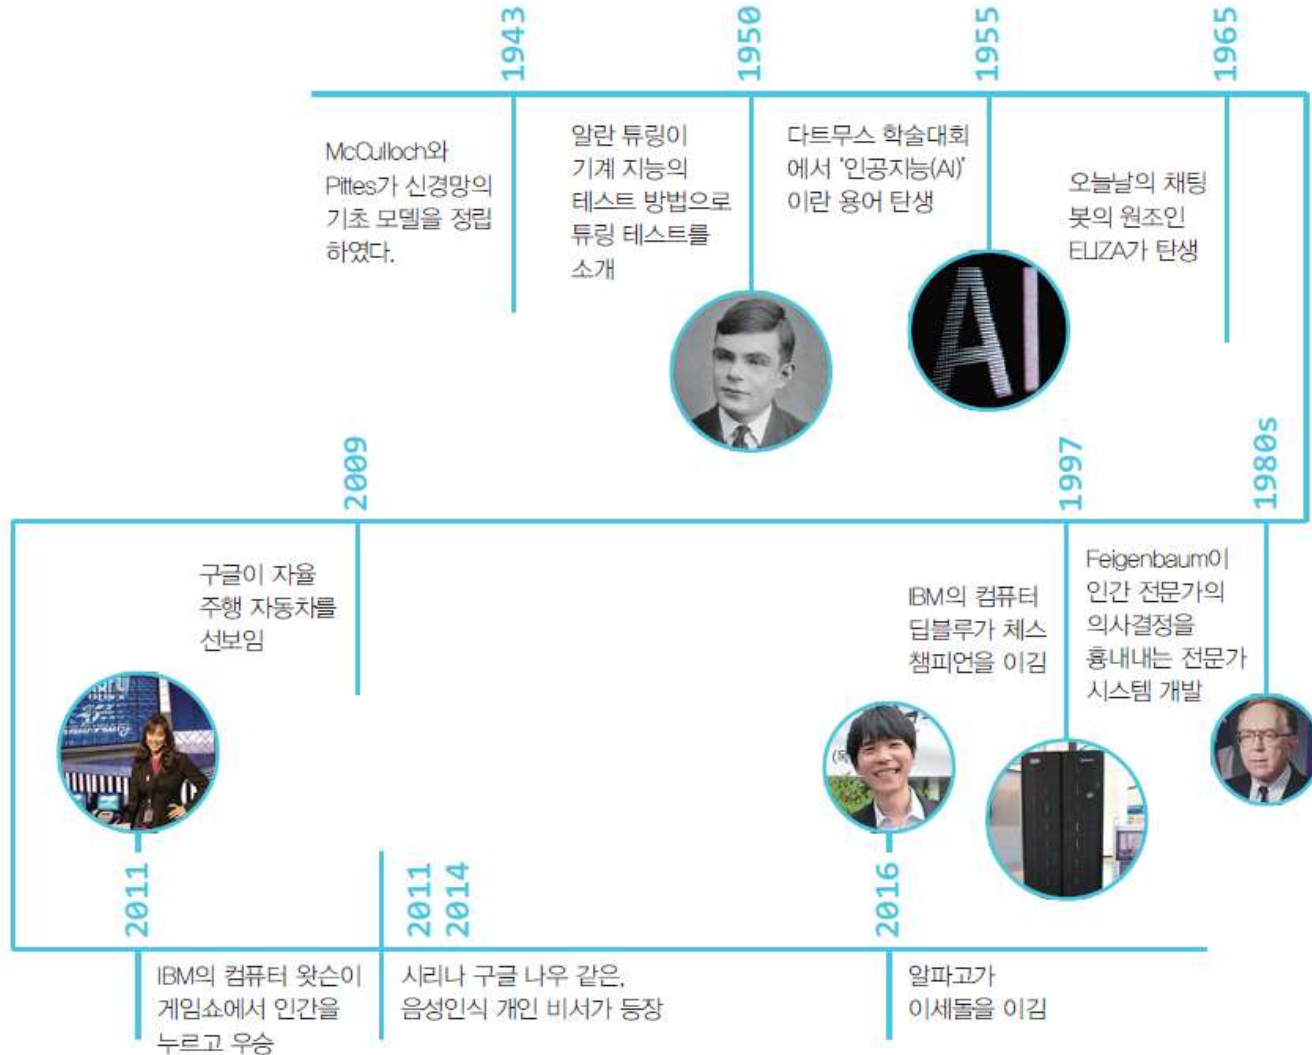 1943
McCulloch와
Pittes가 신경망의
기초 모델을 정립
하였다.
1950
알란 튜링이
기계 지능의
테스트 방법으로
튜링 테스트를
소개
1955
다트무스 학술대회
에서 '인공지능(AI)'
이란 용어 탄생
AI
1965
오늘날의 채팅
봇의 원조인
ELIZA가 탄생
1980s
Feigenbaum이
인간 전문가의
의사결정을
흉내내는 전문가
시스템 개발
1997
IBM의 컴퓨터
딥블루가 체스
챔피언을 이김
2009
구글이 자율
주행 자동차를
선보임
2011
IBM의 컴퓨터 왓슨이
게임쇼에서 인간을
누르고 우승
2011
2014
시리나 구글 나우 같은,
음성인식 개인 비서가 등장
2016
알파고가
이세돌을 이김